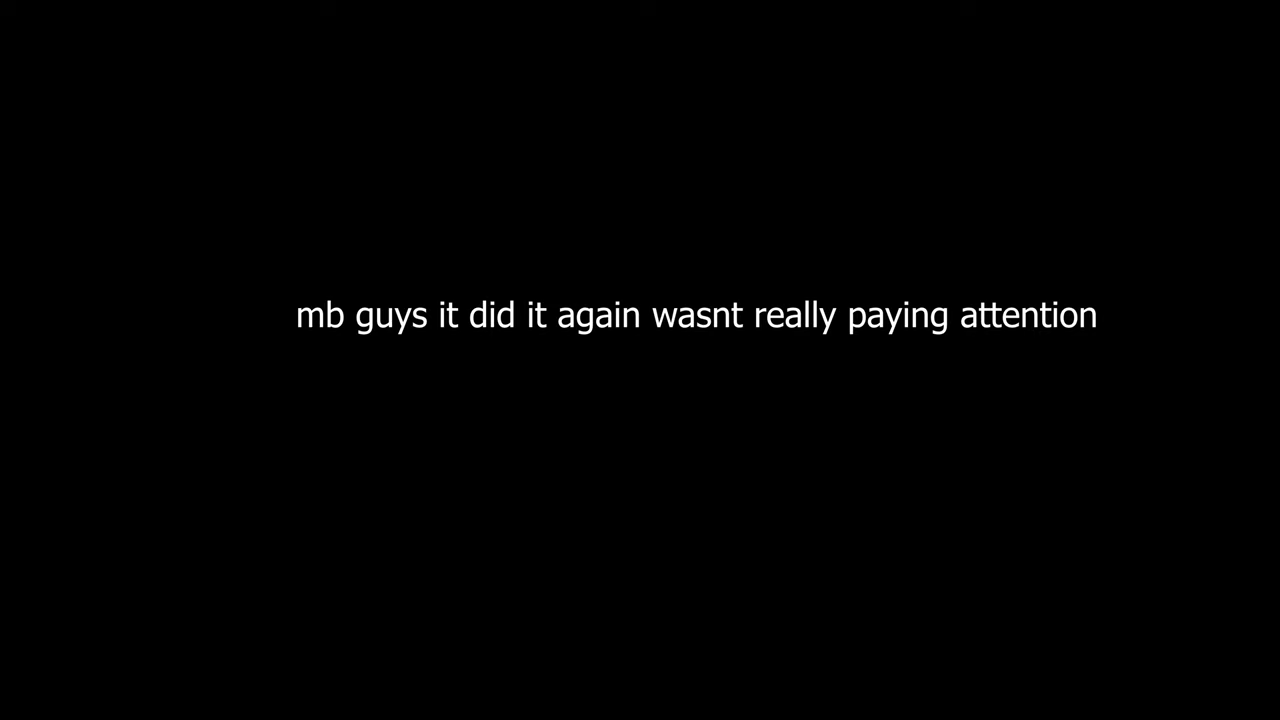 mb guys it did it again wasnt really paying attention